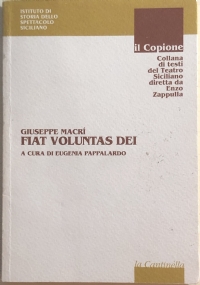 ISTITUTO DI
STORIA DELLO
SPETTACOLO
SICILIANO
il Copione
Collana
di testi
del Teatro
Siciliano
diretta da
Enzo
Zappulla
GIUSEPPE MACRÌ
FIAT VOLUNTAS DEI
A CURA DI EUGENIA PAPPALARDO
la Cantinella